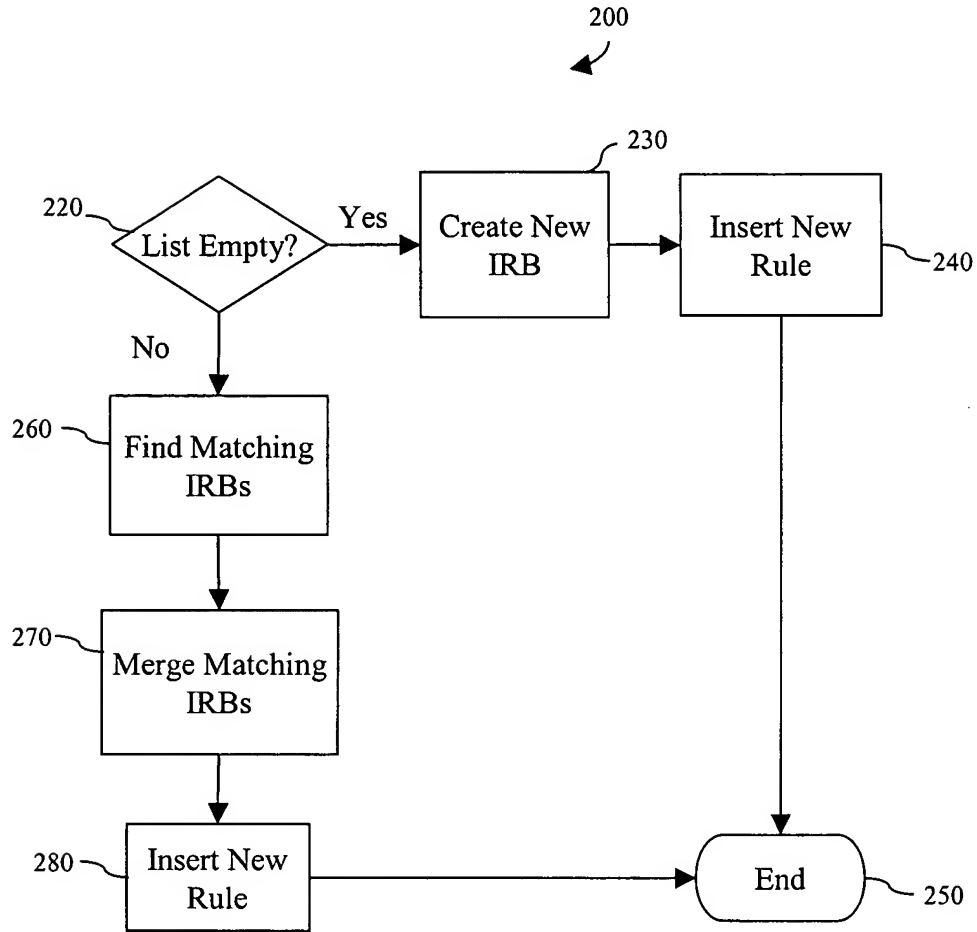 200
230
220
List Empty?
Yes
Create New
IRB
Insert New
Rule
240
No
260
Find Matching
IRBs
270
Merge Matching
IRBs
280
Insert New
Rule
End
250